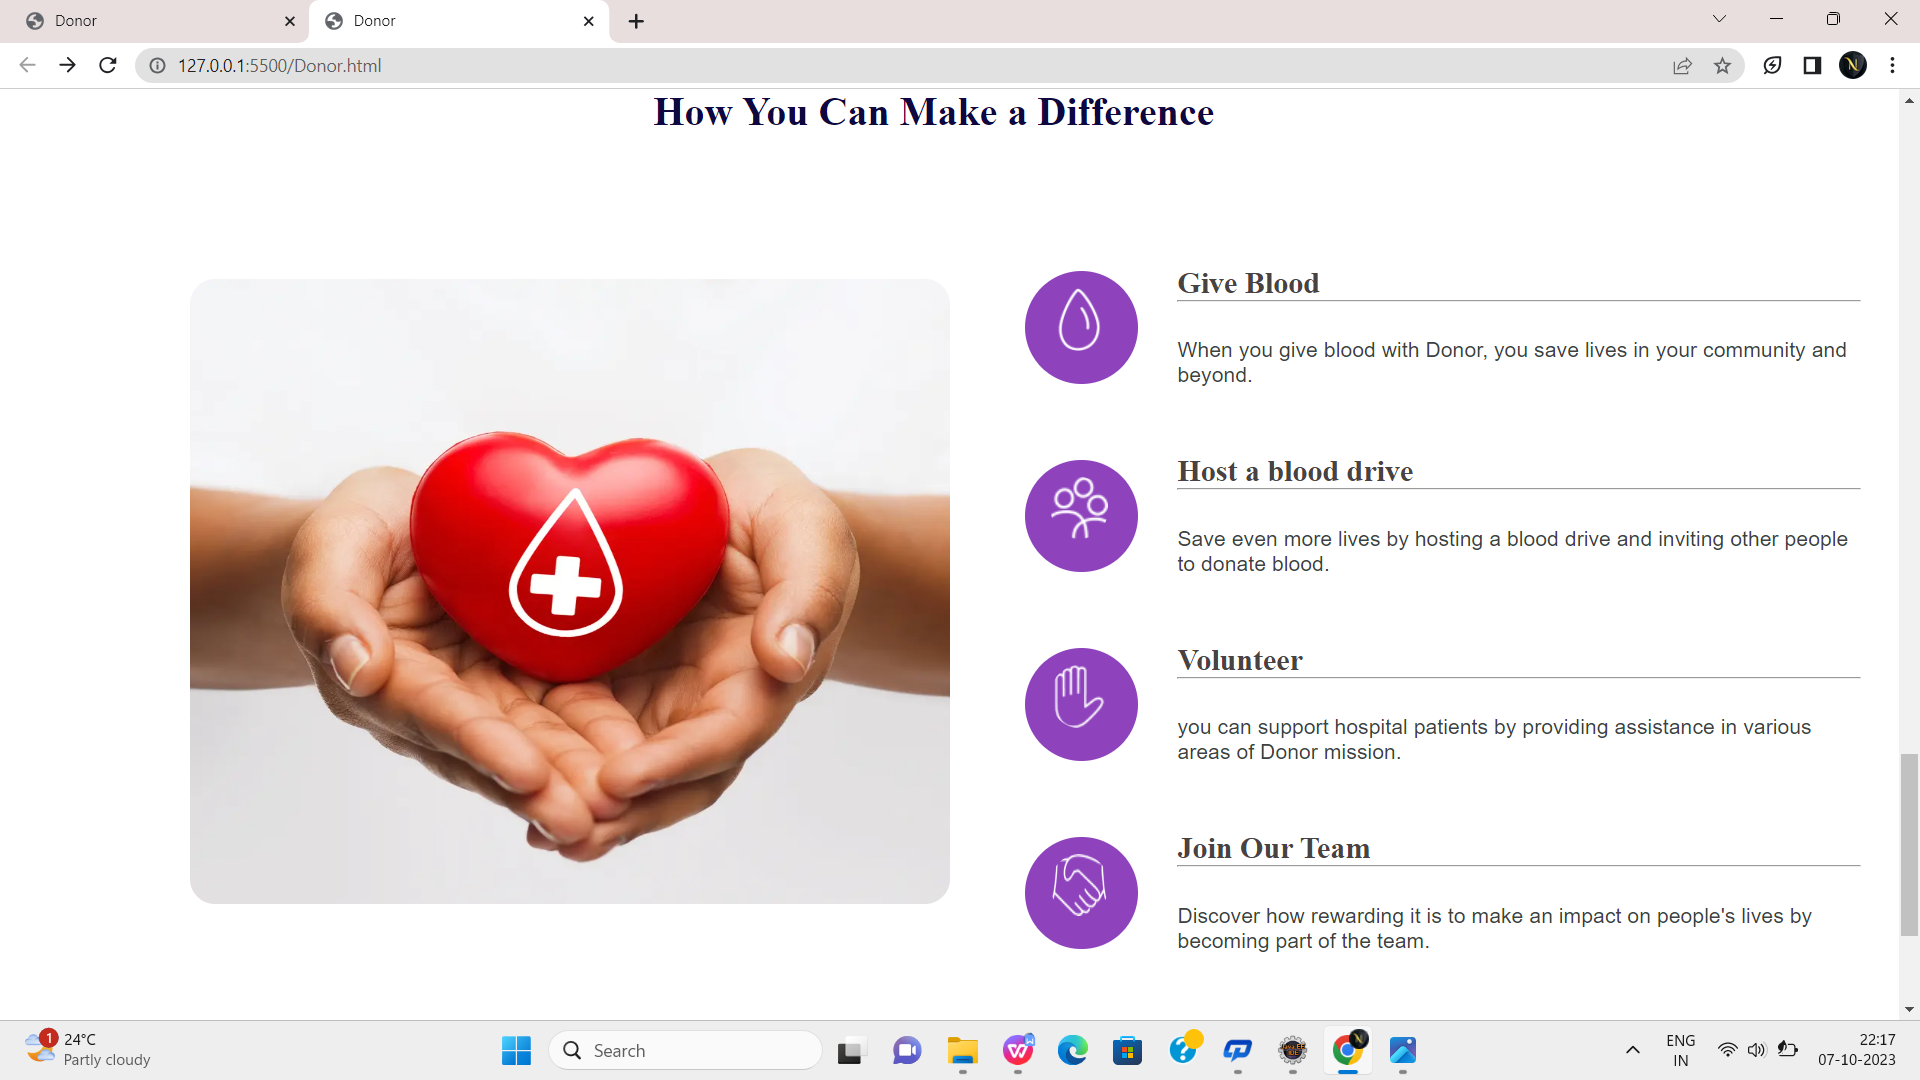 Donor
Donor
127.0.0.1:5500/Donor.html
N
How You Can Make a Difference
Give Blood
When you give blood with Donor, you save lives in your community and
beyond.
Host a blood drive
Save even more lives by hosting a blood drive and inviting other people
to donate blood.
Volunteer
you can support hospital patients by providing assistance in various
areas of Donor mission.
Join Our Team
Discover how rewarding it is to make an impact on people's lives by
becoming part of the team.
1
24°C
Partly cloudy
Search
ENG
IN
22:17
07-10-2023